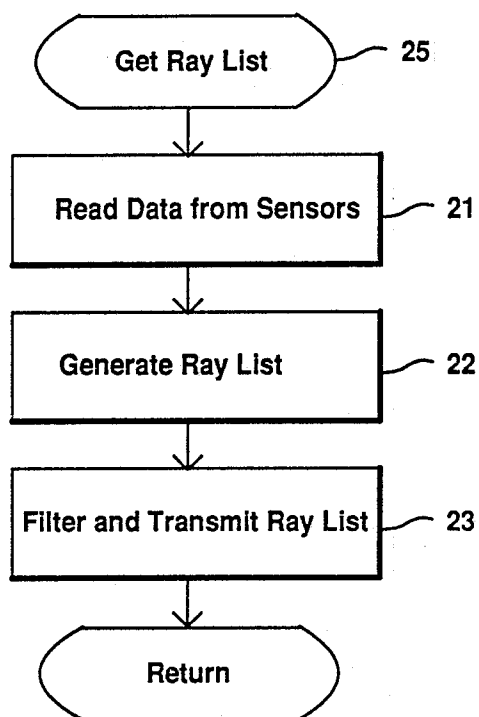 Get Ray List 25
Read Data from Sensors 21
Generate Ray List 22
Filter and Transmit Ray List 23
Return